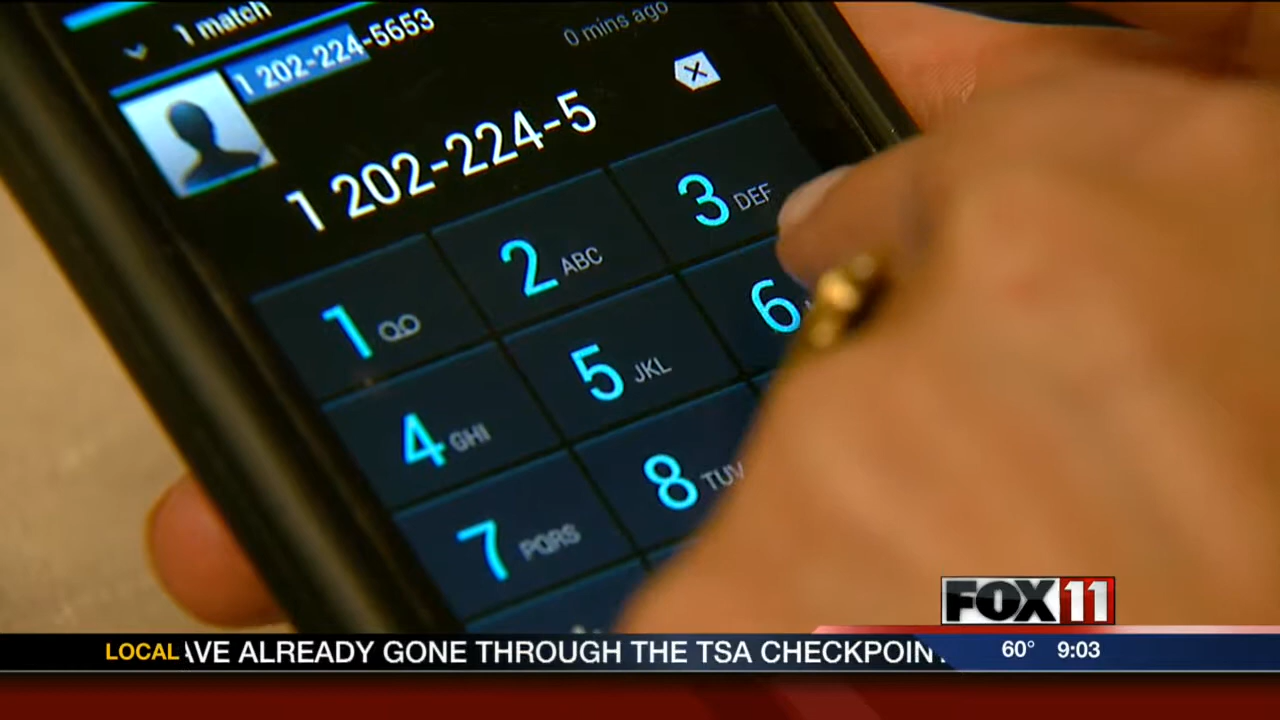 1 match
1 202-224-5653
0 mins ago
1 202-224-5
1
2 ABC
3 DEF
4 GHI
5 JKL
6
7 PQRS
8 TUV
FOX 11
LOCAL AVE ALREADY GONE THROUGH THE TSA CHECKPOINT 60° 9:03